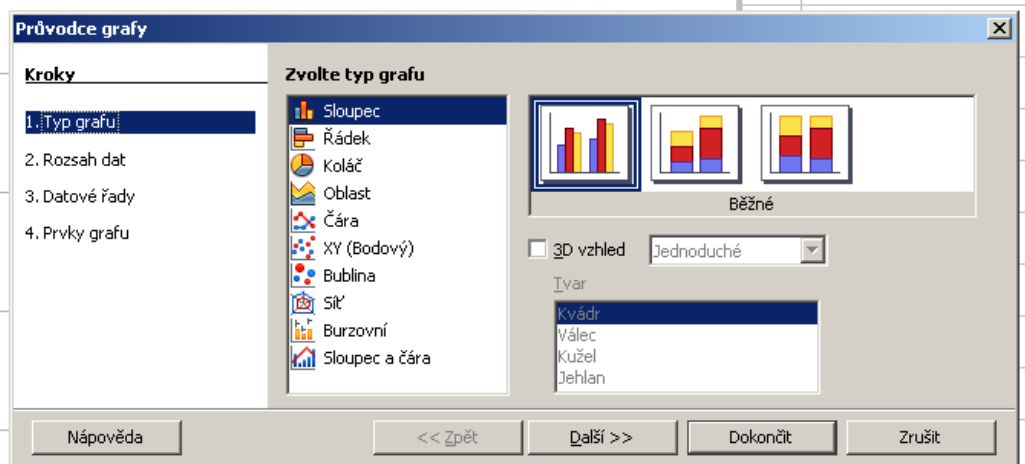 Průvodce grafy
Kroky
1. Typ grafu
2. Rozsah dat
3. Datové řady
4. Prvky grafu
Zvolte typ grafu
Sloupec
Řádek
Koláč
Oblast
Čára
XY (Bodový)
Bublina
Síť
Burzovní
Sloupec a čára
Běžné
3D vzhled
Jednoduché
Tvar
Kvádr
Válec
Kužel
Jehlan
Nápověda
<< Zpět
Další >>
Dokončit
Zrušit